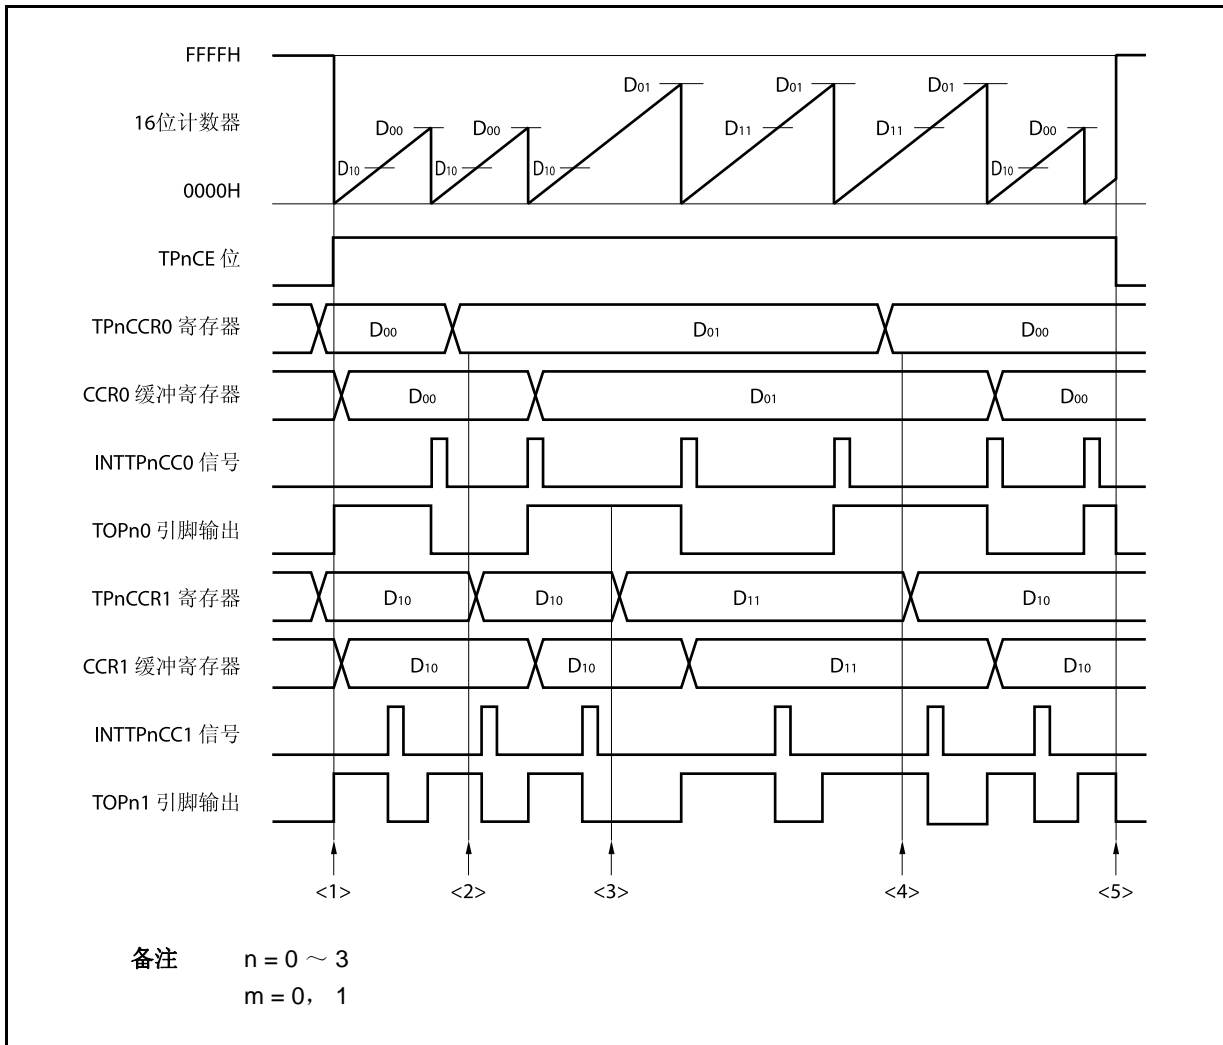 FFFFH
16位计数器
0000H
D00 D00 D01 D01 D01 D00
D10 D10 D10 D11 D11 D10
TPnCE 位
TPnCCR0 寄存器 D00 D01 D00
CCR0 缓冲寄存器 D00 D01 D00
INTTPnCC0 信号
TOPn0 引脚输出
TPnCCR1 寄存器 D10 D10 D11 D10
CCR1 缓冲寄存器 D10 D10 D11 D10
INTTPnCC1 信号
TOPn1 引脚输出
<1> <2> <3> <4> <5>
备注 n = 0 ～ 3
m = 0， 1